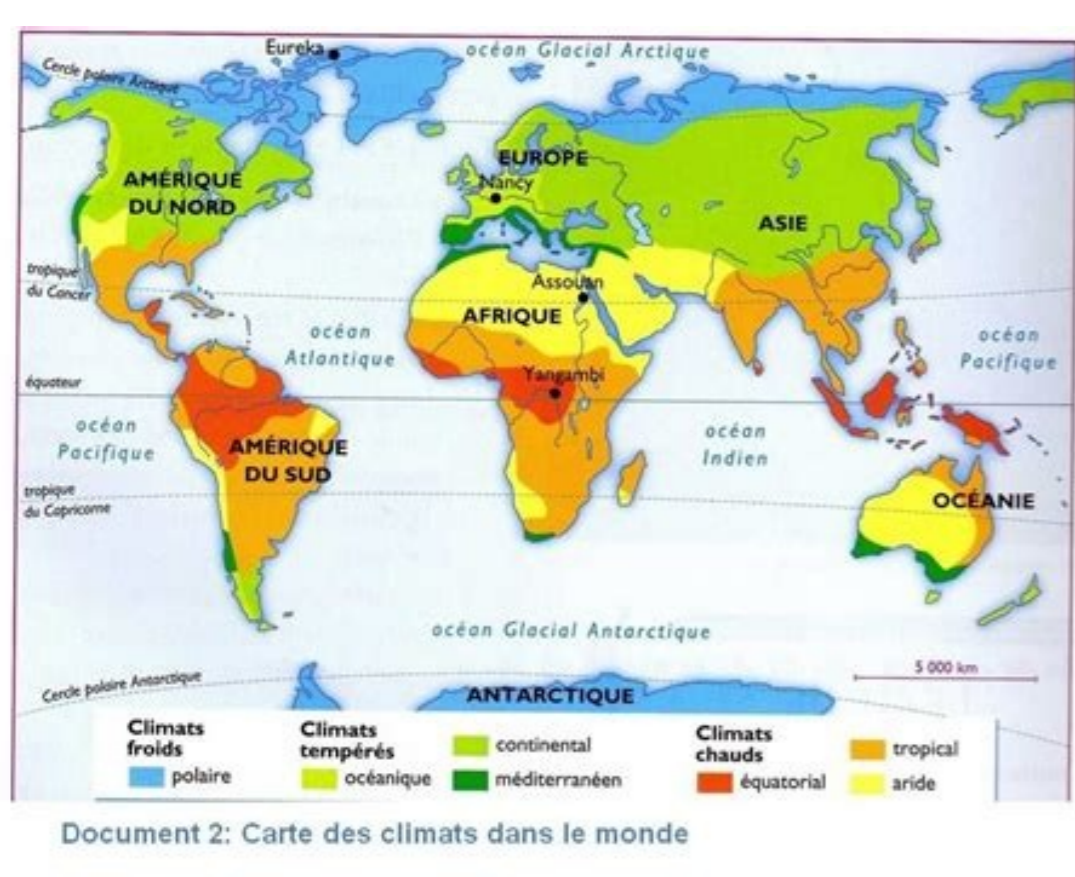 Eureka
océan Glacial Arctique
Cercle polaire Arctique
EUROPE
AMÉRIQUE
DU NORD
Nancy
ASIE
tropique
du Cancer
Assouan
AFRIQUE
océan
Atlantique
océan
Pacifique
Yangambi
équateur
océan
Pacifique
AMÉRIQUE
DU SUD
océan
Indien
tropique
du Capricorne
OCÉANIE
océan Glacial Antarctique
5 000 km
Cercle polaire Antarctique
ANTARCTIQUE
Climats
froids
polaire
Climats
tempérés
océanique
continental
méditerranéen
Climats
chauds
équatorial
tropical
aride
Document 2: Carte des climats dans le monde